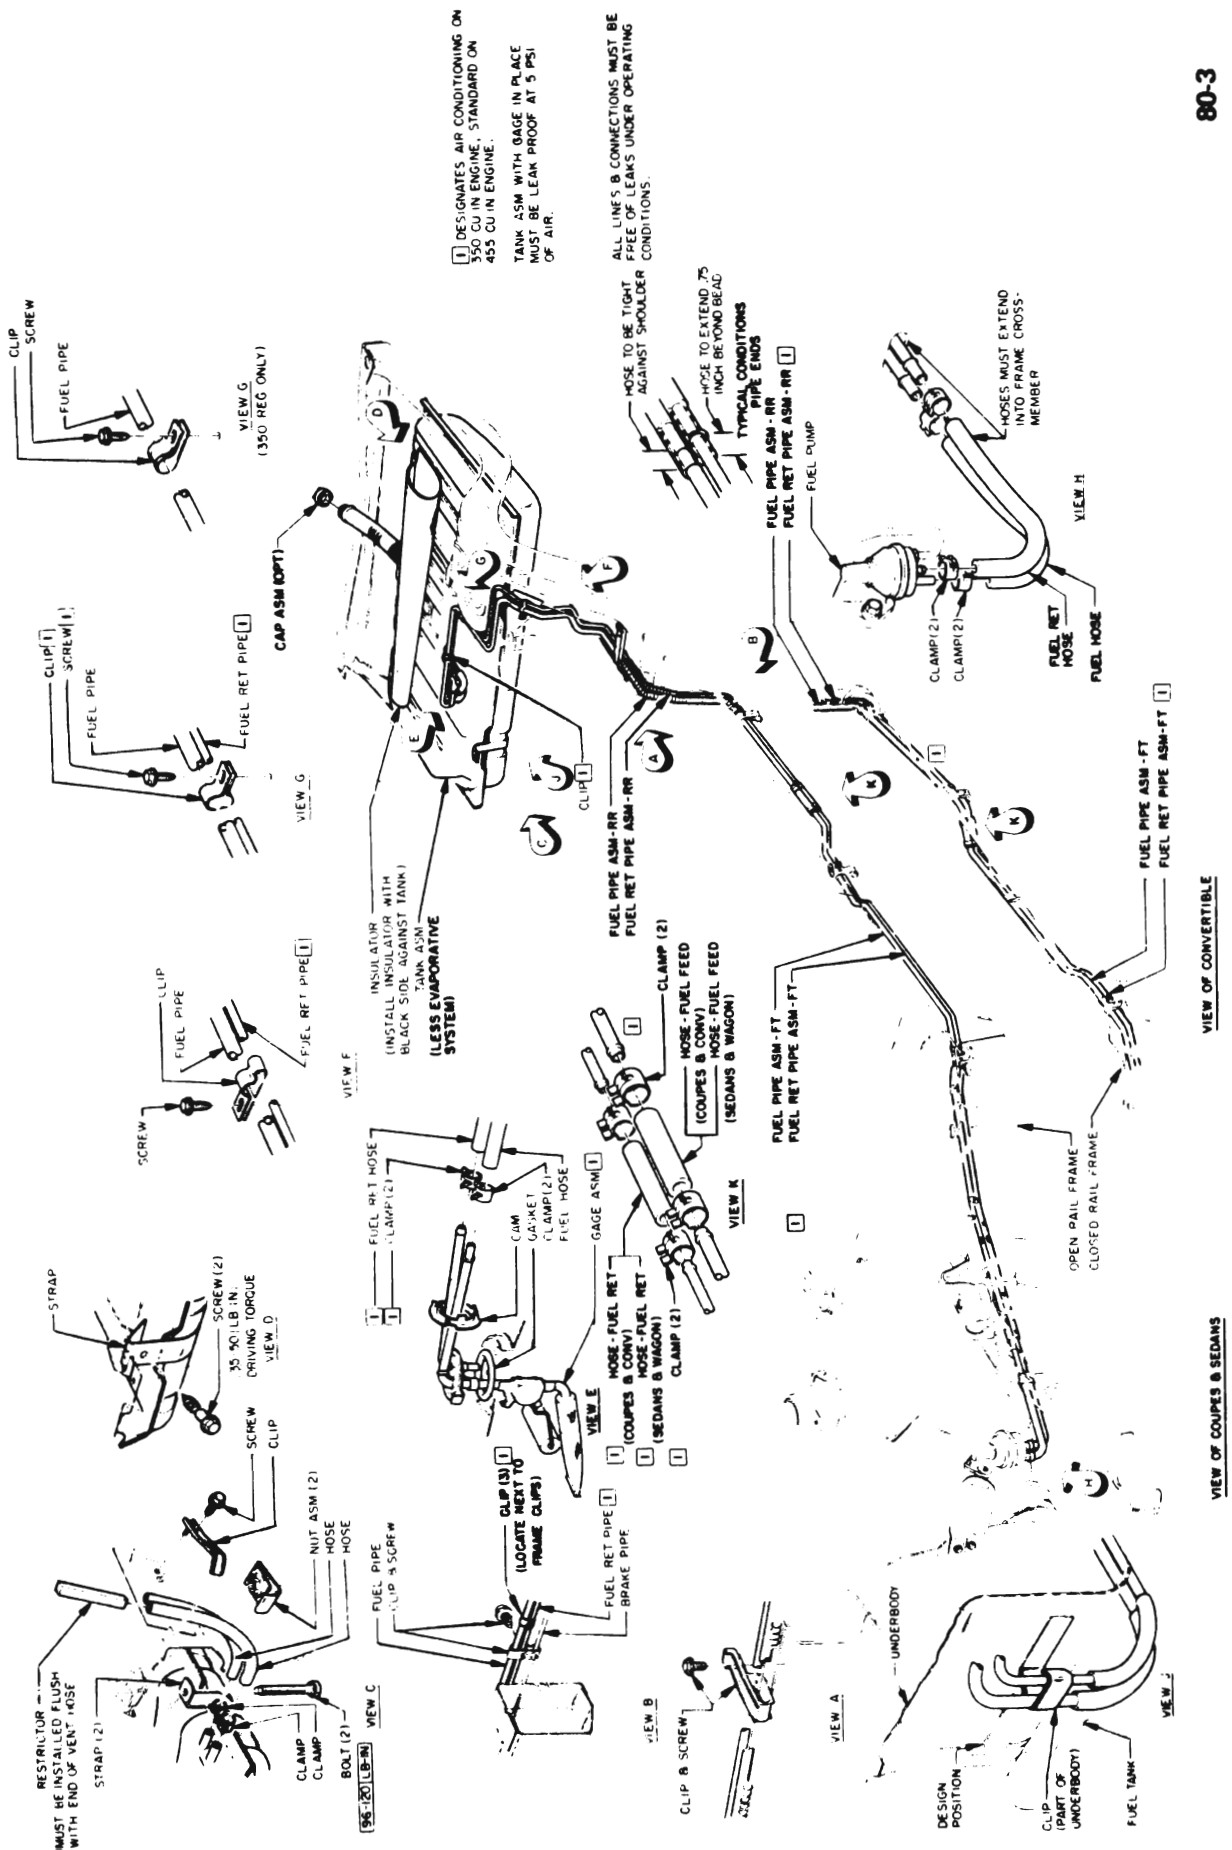 RESTRICTOR
MUST BE INSTALLED FLUSH
WITH END OF VENT HOSE
STRAP (2)
CLAMP
CLAMP
BOLT (2)
96-120 LB-IN
VIEW C
NUT ASM (2)
HOSE
HOSE
SCREW
CLIP
STRAP
SCREW (2)
35-50 LB IN.
DRIVING TORQUE
VIEW D
SCREW
CLIP
FUEL PIPE
FUEL RET PIPE 1
VIEW F
CLIP 1
SCREW 1
FUEL PIPE
FUEL RET PIPE 1
VIEW G
CLIP
SCREW
FUEL PIPE
VIEW G
(350 REG ONLY)
FUEL PIPE
CLIP & SCREW
CLIP (3) 1
(LOCATE NEXT TO
FRAME CLIPS)
FUEL RET PIPE 1
BRAKE PIPE
VIEW B
1 FUEL RET HOSE
1 CLAMP (2)
CAM
GASKET
CLAMP (2)
FUEL HOSE
GAGE ASM 1
VIEW E
INSULATOR
(INSTALL INSULATOR WITH
BLACK SIDE AGAINST TANK)
TANK ASM
(LESS EVAPORATIVE
SYSTEM)
CAP ASM (OPT)
D
G
F
E
J
C
A
CLIP 1
1 DESIGNATES AIR CONDITIONING ON
350 CU IN ENGINE, STANDARD ON
455 CU IN ENGINE.
TANK ASM WITH GAGE IN PLACE
MUST BE LEAK PROOF AT 5 PSI
OF AIR.
ALL LINES & CONNECTIONS MUST BE
FREE OF LEAKS UNDER OPERATING
CONDITIONS.
HOSE TO BE TIGHT
AGAINST SHOULDER
HOSE TO EXTEND .75
INCH BEYOND BEAD
TYPICAL CONDITIONS
PIPE ENDS
FUEL PIPE ASM-RR
FUEL RET PIPE ASM-RR
1 HOSE-FUEL RET
(COUPES & CONV)
1 HOSE-FUEL RET
(SEDANS & WAGON)
1 CLAMP (2)
1
CLAMP (2)
HOSE-FUEL FEED
(COUPES & CONV)
HOSE-FUEL FEED
(SEDANS & WAGON)
VIEW K
CLIP & SCREW
VIEW A
FUEL PIPE ASM-FT
FUEL RET PIPE ASM-FT
1
B
FUEL PIPE ASM-RR
FUEL RET PIPE ASM-RR 1
FUEL PUMP
CLAMP (2)
CLAMP (2)
FUEL RET
HOSE
FUEL HOSE
HOSES MUST EXTEND
INTO FRAME CROSS-
MEMBER
VIEW H
K
1
K
UNDERBODY
DESIGN
POSITION
CLIP
(PART OF
UNDERBODY)
FUEL TANK
VIEW J
H
OPEN RAIL FRAME
CLOSED RAIL FRAME
FUEL PIPE ASM-FT
FUEL RET PIPE ASM-FT 1
VIEW OF COUPES & SEDANS
VIEW OF CONVERTIBLE
80-3